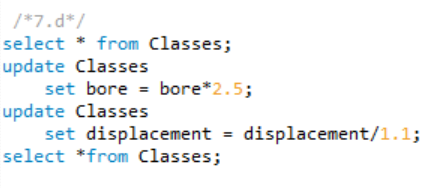 /*7.d*/
select * from Classes;
update Classes
set bore = bore*2.5;
update Classes
set displacement = displacement/1.1;
select *from Classes;